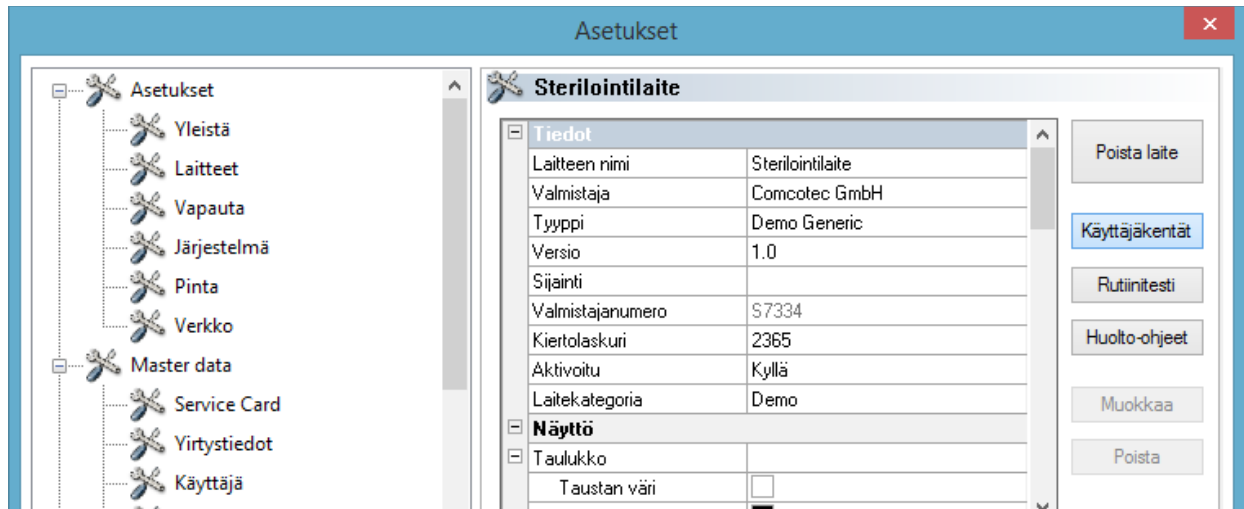 Asetukset
Asetukset
Yleistä
Laitteet
Vapauta
Järjestelmä
Pinta
Verkko
Master data
Service Card
Yirtystiedot
Käyttäjä
Sterilointilaite
Tiedot
Laitteen nimi Sterilointilaite
Valmistaja Comcotec GmbH
Tyyppi Demo Generic
Versio 1.0
Sijainti
Valmistajanumero S7334
Kiertolaskuri 2365
Aktivoitu Kyllä
Laitekategoria Demo
Näyttö
Taulukko
Taustan väri
Poista laite
Käyttäjäkentät
Rutiinitesti
Huolto-ohjeet
Muokkaa
Poista